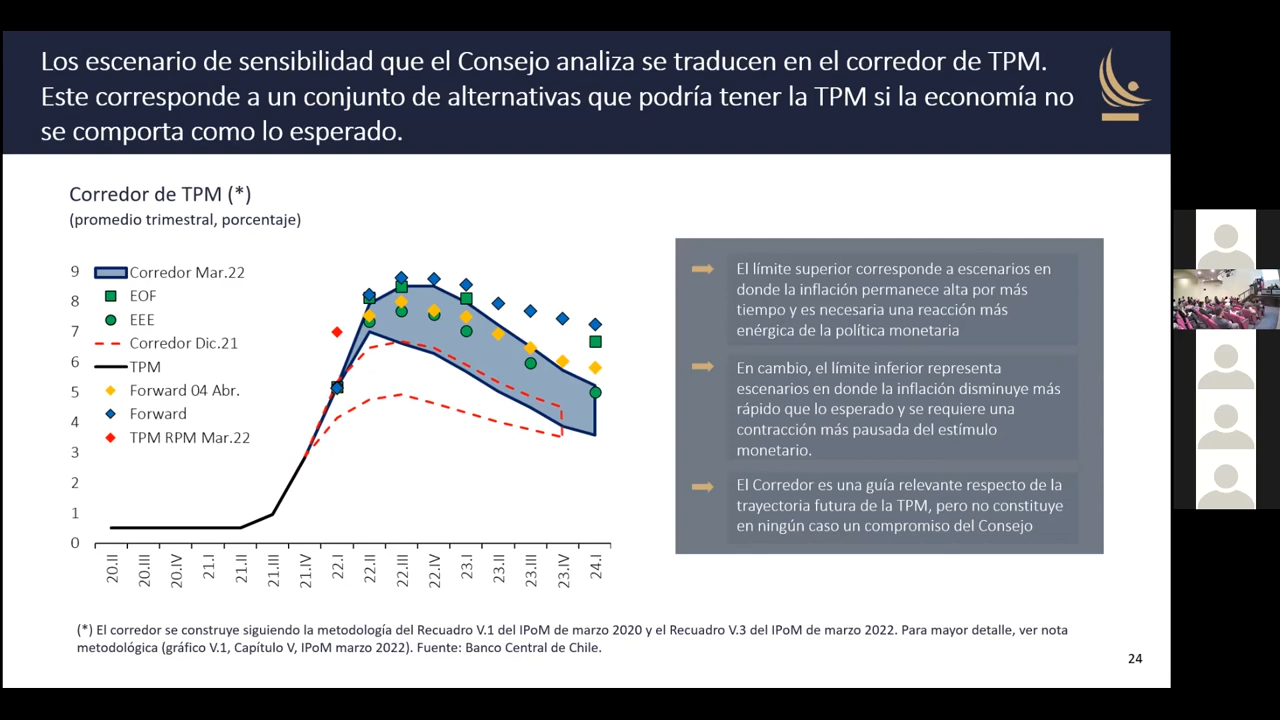 Los escenario de sensibilidad que el Consejo analiza se traducen en el corredor de TPM.
Este corresponde a un conjunto de alternativas que podría tener la TPM si la economía no
se comporta como lo esperado.
Corredor de TPM (*)
(promedio trimestral, porcentaje)
9
8
7
6
5
4
3
2
1
0
Corredor Mar.22
EOF
EEE
Corredor Dic.21
TPM
Forward 04 Abr.
Forward
TPM RPM Mar.22
20.II
20.III
20.IV
21.I
21.II
21.III
21.IV
22.I
22.II
22.III
22.IV
23.I
23.II
23.III
23.IV
24.I
El límite superior corresponde a escenarios en
donde la inflación permanece alta por más
tiempo y es necesaria una reacción más
enérgica de la política monetaria
En cambio, el límite inferior representa
escenarios en donde la inflación disminuye más
rápido que lo esperado y se requiere una
contracción más pausada del estímulo
monetario.
El Corredor es una guía relevante respecto de la
trayectoria futura de la TPM, pero no constituye
en ningún caso un compromiso del Consejo
(*) El corredor se construye siguiendo la metodología del Recuadro V.1 del IPoM de marzo 2020 y el Recuadro V.3 del IPoM de marzo 2022. Para mayor detalle, ver nota
metodológica (gráfico V.1, Capítulo V, IPoM marzo 2022). Fuente: Banco Central de Chile.
24